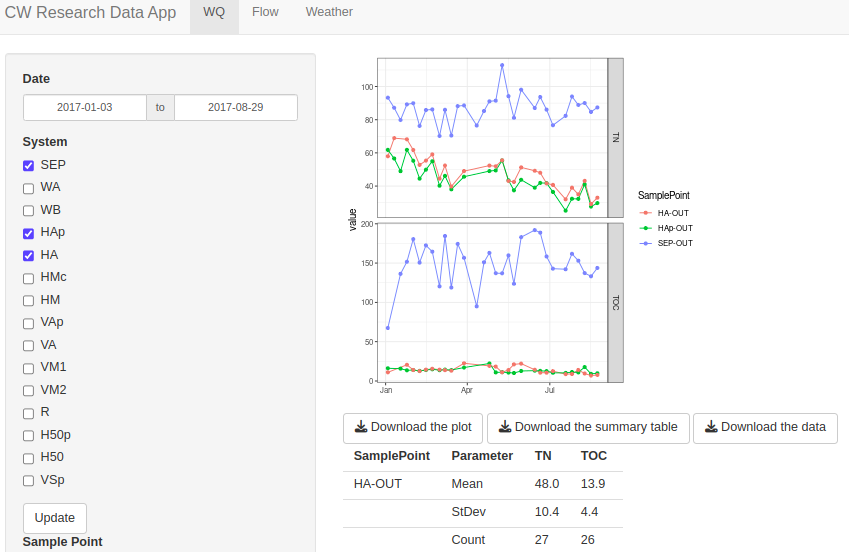 CW Research Data App WQ Flow Weather
Date
2017-01-03 to 2017-08-29
System
SEP
WA
WB
HAp
HA
HMc
HM
VAp
VA
VM1
VM2
R
H50p
H50
VSp
Update
Sample Point
value
100
80
60
40
TN
200
150
100
50
0
TOC
Jan Apr Jul
SamplePoint
HA-OUT
HAp-OUT
SEP-OUT
Download the plot Download the summary table Download the data
SamplePoint Parameter TN TOC
HA-OUT Mean 48.0 13.9
StDev 10.4 4.4
Count 27 26